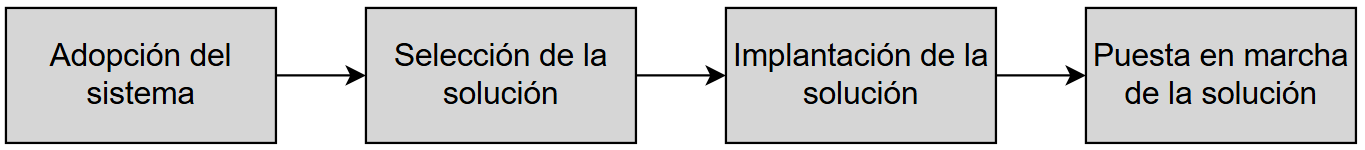 Adopción del
sistema
Selección de la
solución
Implantación de la
solución
Puesta en marcha
de la solución